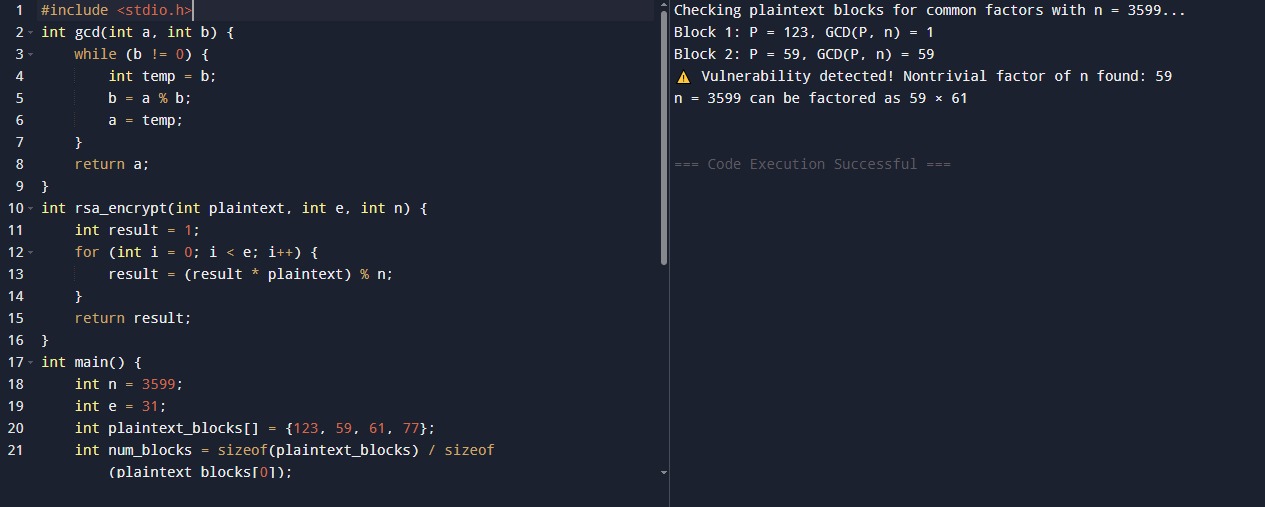 1 #include <stdio.h>
2 int gcd(int a, int b) {
3 while (b != 0) {
4 int temp = b;
5 b = a % b;
6 a = temp;
7 }
8 return a;
9 }
10 int rsa_encrypt(int plaintext, int e, int n) {
11 int result = 1;
12 for (int i = 0; i < e; i++) {
13 result = (result * plaintext) % n;
14 }
15 return result;
16 }
17 int main() {
18 int n = 3599;
19 int e = 31;
20 int plaintext_blocks[] = {123, 59, 61, 77};
21 int num_blocks = sizeof(plaintext_blocks) / sizeof
(plaintext_blocks[0]);
Checking plaintext blocks for common factors with n = 3599...
Block 1: P = 123, GCD(P, n) = 1
Block 2: P = 59, GCD(P, n) = 59
⚠️ Vulnerability detected! Nontrivial factor of n found: 59
n = 3599 can be factored as 59 × 61
=== Code Execution Successful ===